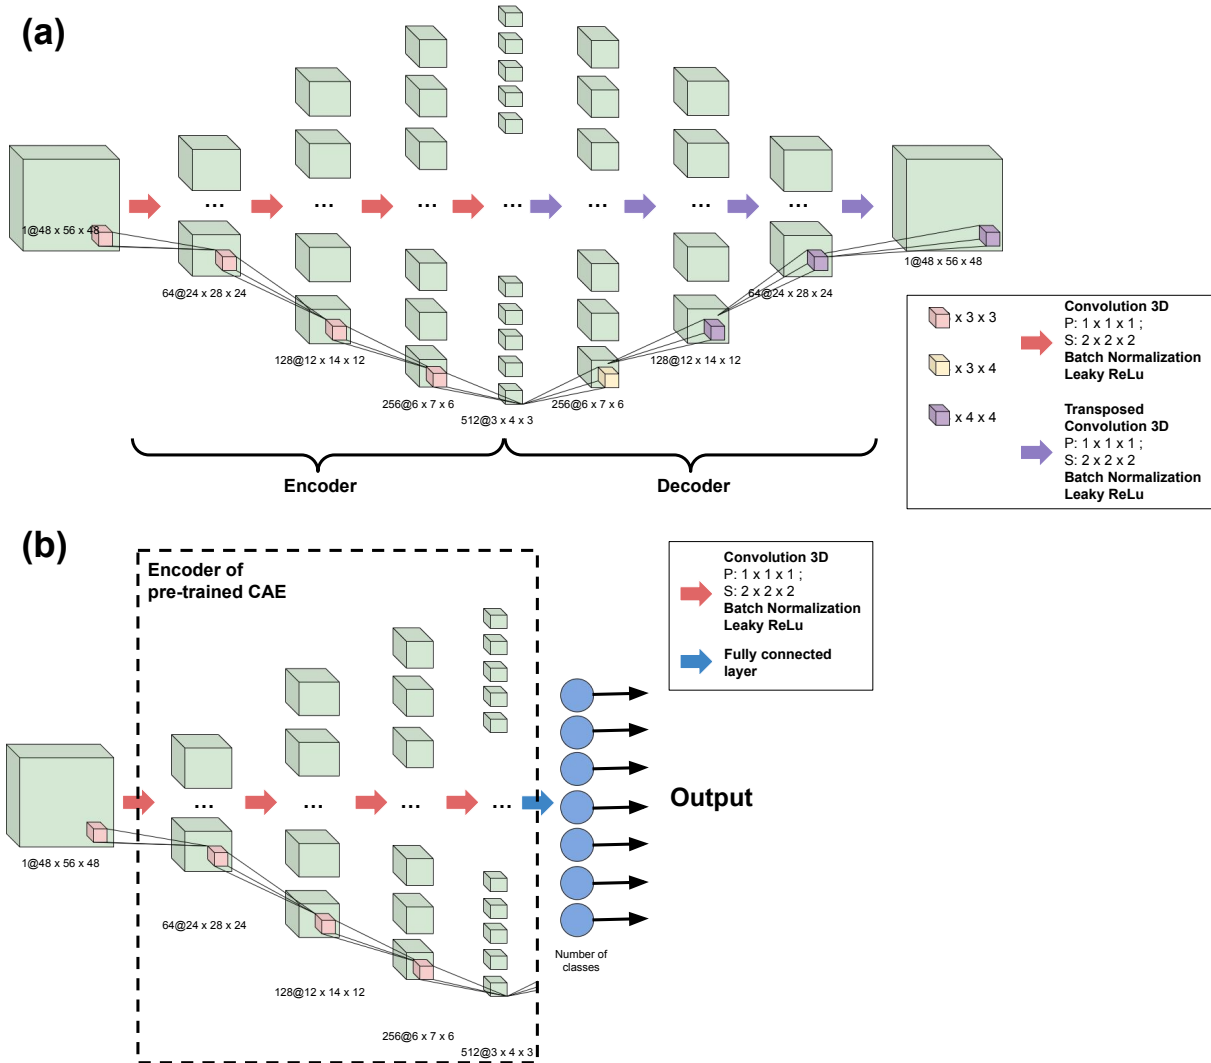 (a)
...
...
...
...
...
...
...
...
1@48 x 56 x 48
64@24 x 28 x 24
128@12 x 14 x 12
256@6 x 7 x 6
512@3 x 4 x 3
256@6 x 7 x 6
128@12 x 14 x 12
64@24 x 28 x 24
1@48 x 56 x 48
Encoder
Decoder
x 3 x 3
x 3 x 4
x 4 x 4
Convolution 3D
P: 1 x 1 x 1 ;
S: 2 x 2 x 2
Batch Normalization
Leaky ReLu
Transposed
Convolution 3D
P: 1 x 1 x 1 ;
S: 2 x 2 x 2
Batch Normalization
Leaky ReLu
(b)
Encoder of
pre-trained CAE
...
...
...
...
1@48 x 56 x 48
64@24 x 28 x 24
128@12 x 14 x 12
256@6 x 7 x 6
512@3 x 4 x 3
Number of
classes
Output
Convolution 3D
P: 1 x 1 x 1 ;
S: 2 x 2 x 2
Batch Normalization
Leaky ReLu
Fully connected
layer